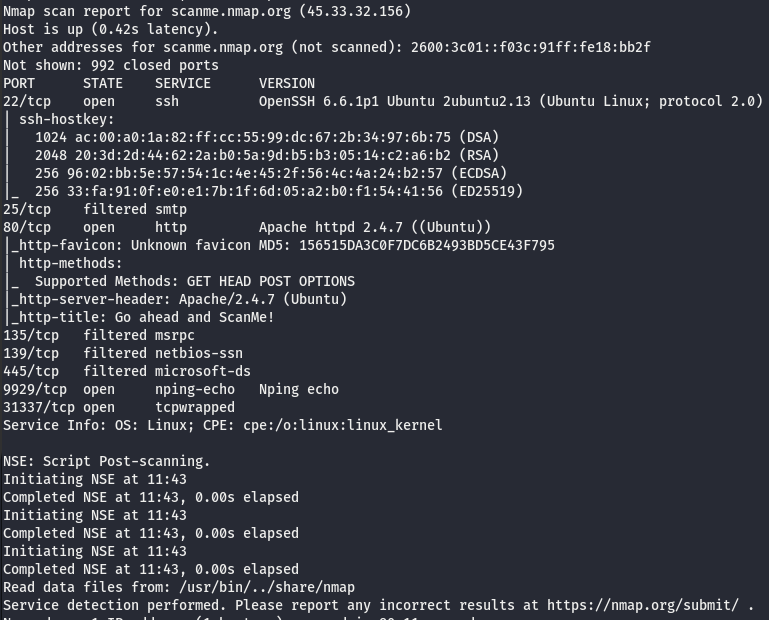 Nmap scan report for scanme.nmap.org (45.33.32.156)
Host is up (0.42s latency).
Other addresses for scanme.nmap.org (not scanned): 2600:3c01::f03c:91ff:fe18:bb2f
Not shown: 992 closed ports
PORT      STATE    SERVICE      VERSION
22/tcp    open     ssh          OpenSSH 6.6.1p1 Ubuntu 2ubuntu2.13 (Ubuntu Linux; protocol 2.0)
| ssh-hostkey:
|   1024 ac:00:a0:1a:82:ff:cc:55:99:dc:67:2b:34:97:6b:75 (DSA)
|   2048 20:3d:2d:44:62:2a:b0:5a:9d:b5:b3:05:14:c2:a6:b2 (RSA)
|   256 96:02:bb:5e:57:54:1c:4e:45:2f:56:4c:4a:24:b2:57 (ECDSA)
|_  256 33:fa:91:0f:e0:e1:7b:1f:6d:05:a2:b0:f1:54:41:56 (ED25519)
25/tcp    filtered smtp
80/tcp    open     http         Apache httpd 2.4.7 ((Ubuntu))
|_http-favicon: Unknown favicon MD5: 156515DA3C0F7DC6B2493BD5CE43F795
| http-methods:
|_  Supported Methods: GET HEAD POST OPTIONS
|_http-server-header: Apache/2.4.7 (Ubuntu)
|_http-title: Go ahead and ScanMe!
135/tcp   filtered msrpc
139/tcp   filtered netbios-ssn
445/tcp   filtered microsoft-ds
9929/tcp  open     nping-echo   Nping echo
31337/tcp open     tcpwrapped
Service Info: OS: Linux; CPE: cpe:/o:linux:linux_kernel
NSE: Script Post-scanning.
Initiating NSE at 11:43
Completed NSE at 11:43, 0.00s elapsed
Initiating NSE at 11:43
Completed NSE at 11:43, 0.00s elapsed
Initiating NSE at 11:43
Completed NSE at 11:43, 0.00s elapsed
Read data files from: /usr/bin/../share/nmap
Service detection performed. Please report any incorrect results at https://nmap.org/submit/ .